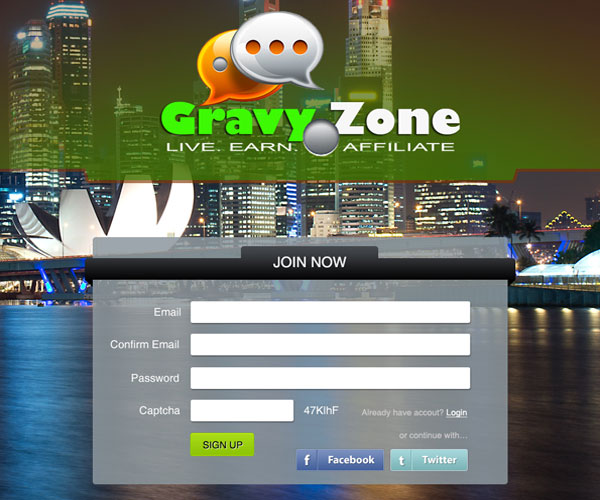 Gravy Zone
LIVE. EARN. AFFILIATE
JOIN NOW
Email
Confirm Email
Password
Captcha
47KlhF
Already have accout? Login
SIGN UP
or continue with...
f Facebook
t Twitter